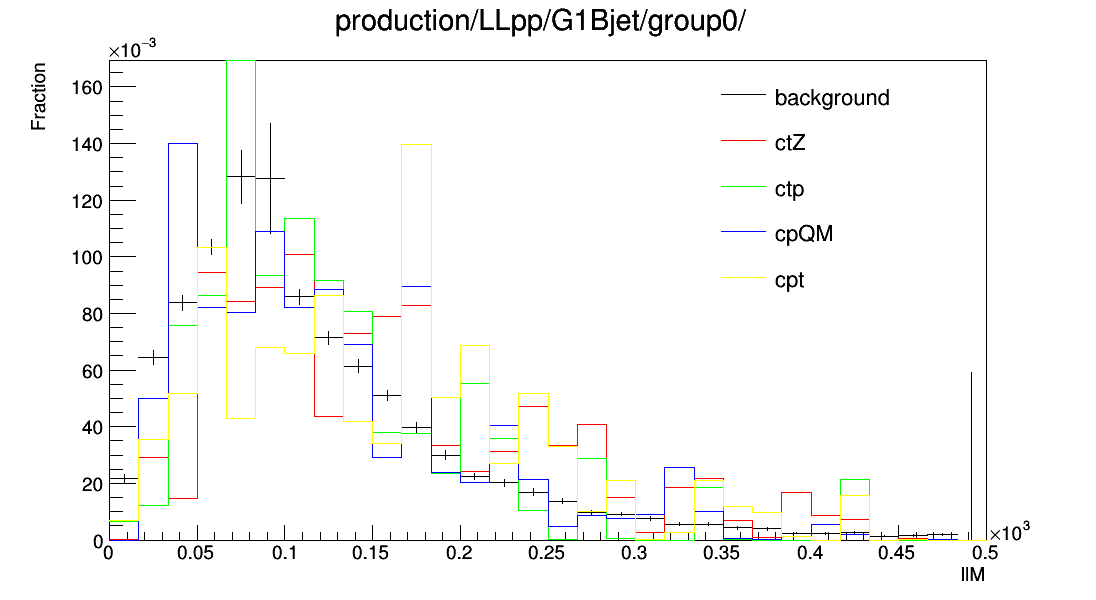 production/LLpp/G1Bjet/group0/
×10⁻³
Fraction
160
140
120
100
80
60
40
20
0
background
ctZ
ctp
cpQM
cpt
0 0.05 0.1 0.15 0.2 0.25 0.3 0.35 0.4 0.45 0.5
×10³
llM